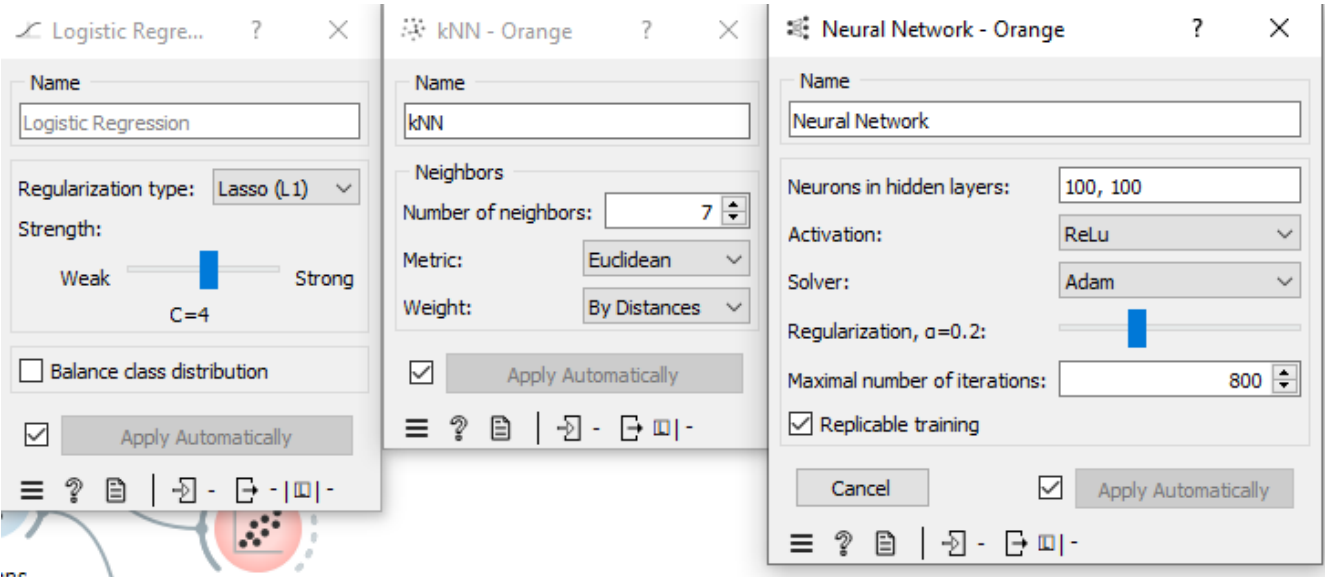 Logistic Regre...
Name
Logistic Regression
Regularization type: Lasso (L1)
Strength:
Weak Strong
C=4
Balance class distribution
Apply Automatically
kNN - Orange
Name
kNN
Neighbors
Number of neighbors: 7
Metric: Euclidean
Weight: By Distances
Apply Automatically
Neural Network - Orange
Name
Neural Network
Neurons in hidden layers: 100, 100
Activation: ReLu
Solver: Adam
Regularization, α=0.2:
Maximal number of iterations: 800
Replicable training
Cancel Apply Automatically